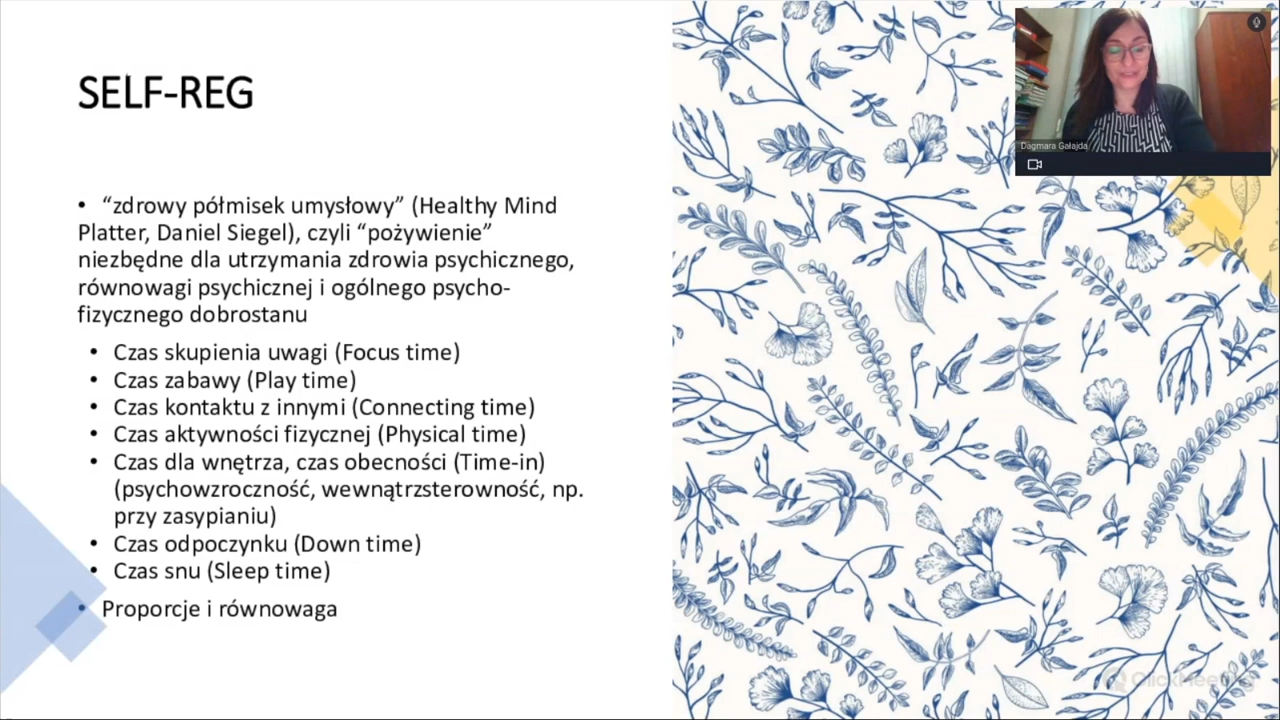 SELF-REG
• “zdrowy półmisek umysłowy” (Healthy Mind
Platter, Daniel Siegel), czyli “pożywienie”
niezbędne dla utrzymania zdrowia psychicznego,
równowagi psychicznej i ogólnego psycho-
fizycznego dobrostanu
• Czas skupienia uwagi (Focus time)
• Czas zabawy (Play time)
• Czas kontaktu z innymi (Connecting time)
• Czas aktywności fizycznej (Physical time)
• Czas dla wnętrza, czas obecności (Time-in)
(psychowzroczność, wewnątrzsterowność, np.
przy zasypianiu)
• Czas odpoczynku (Down time)
• Czas snu (Sleep time)
• Proporcje i równowaga
Dagmara Gałajda
ClickMeeting